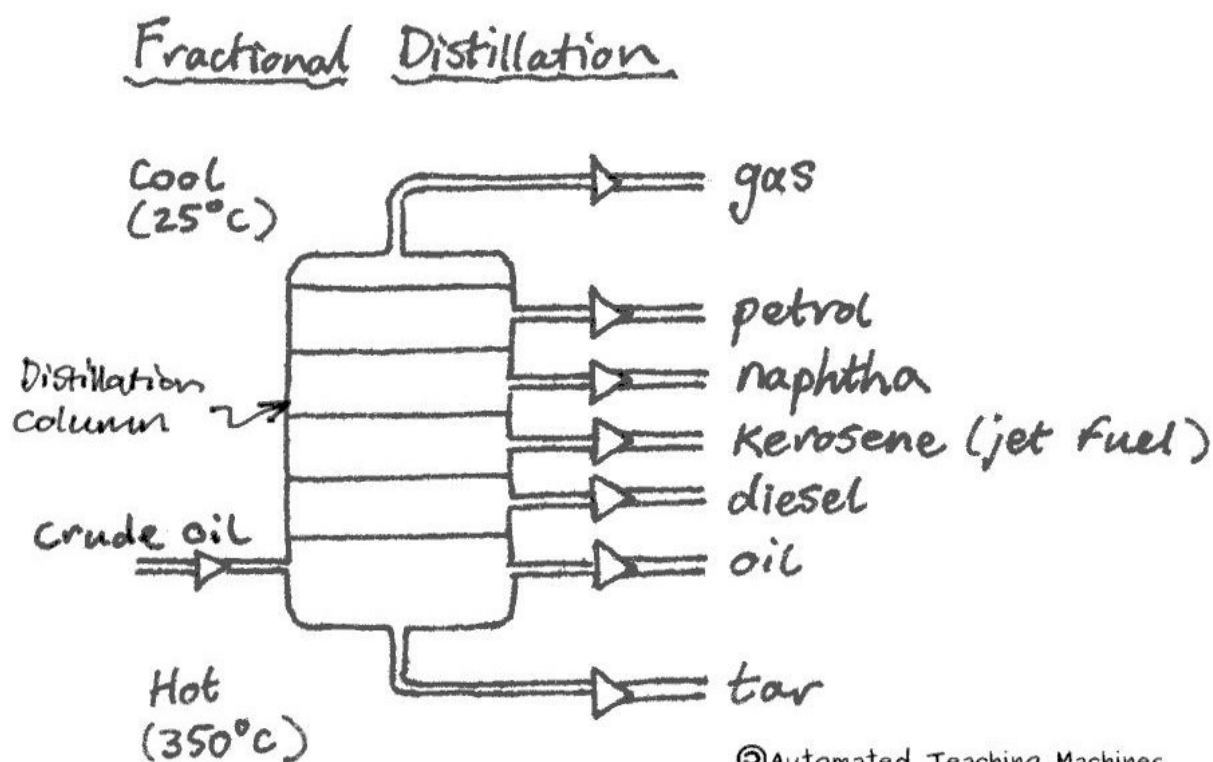 Fractional Distillation
Cool
(25°C)
gas
petrol
Distillation
column
naphtha
Kerosene (jet fuel)
diesel
crude oil
oil
Hot
(350°C)
tar
Automated Teaching Machines